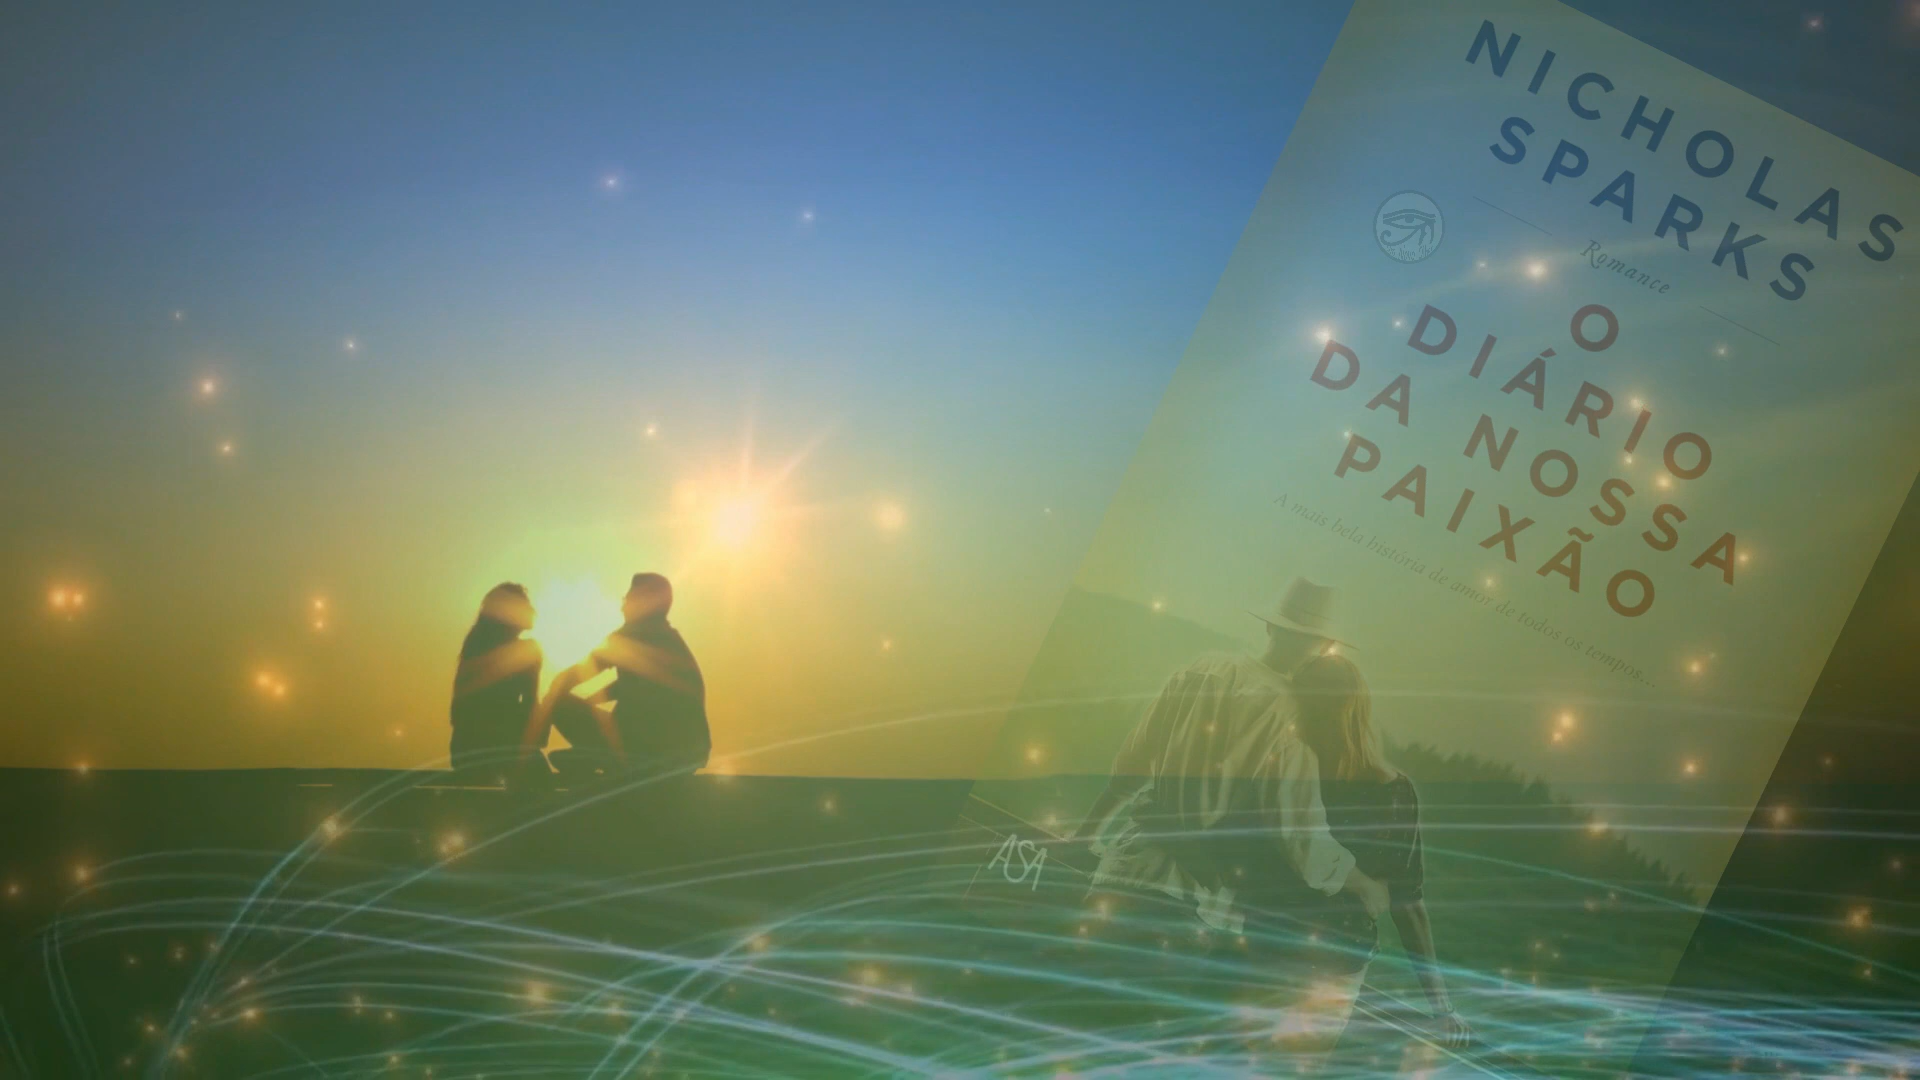 NICHOLAS
SPARKS
Romance
O
DIÁRIO
DA NOSSA
PAIXÃO
A mais bela história de amor de todos os tempos...
ASA